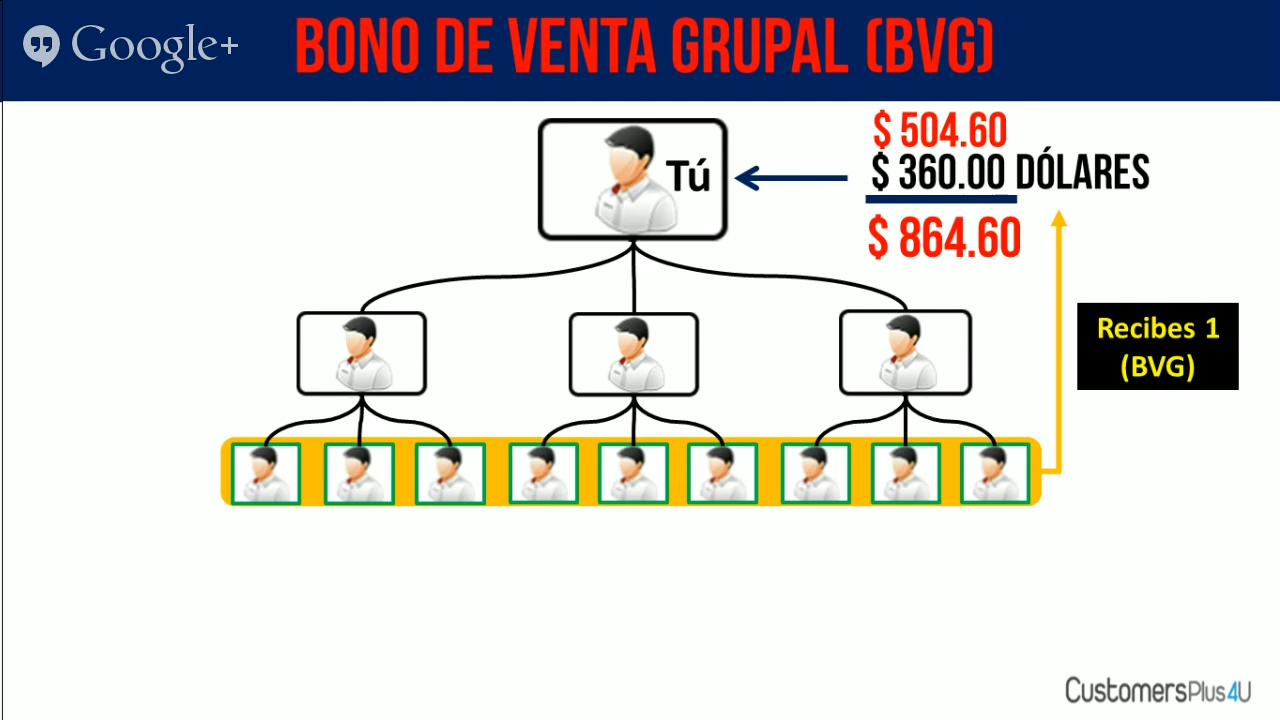 Google+
BONO DE VENTA GRUPAL (BVG)
$ 504.60
Tú
$ 360.00 DÓLARES
$ 864.60
Recibes 1
(BVG)
CustomersPlus4U